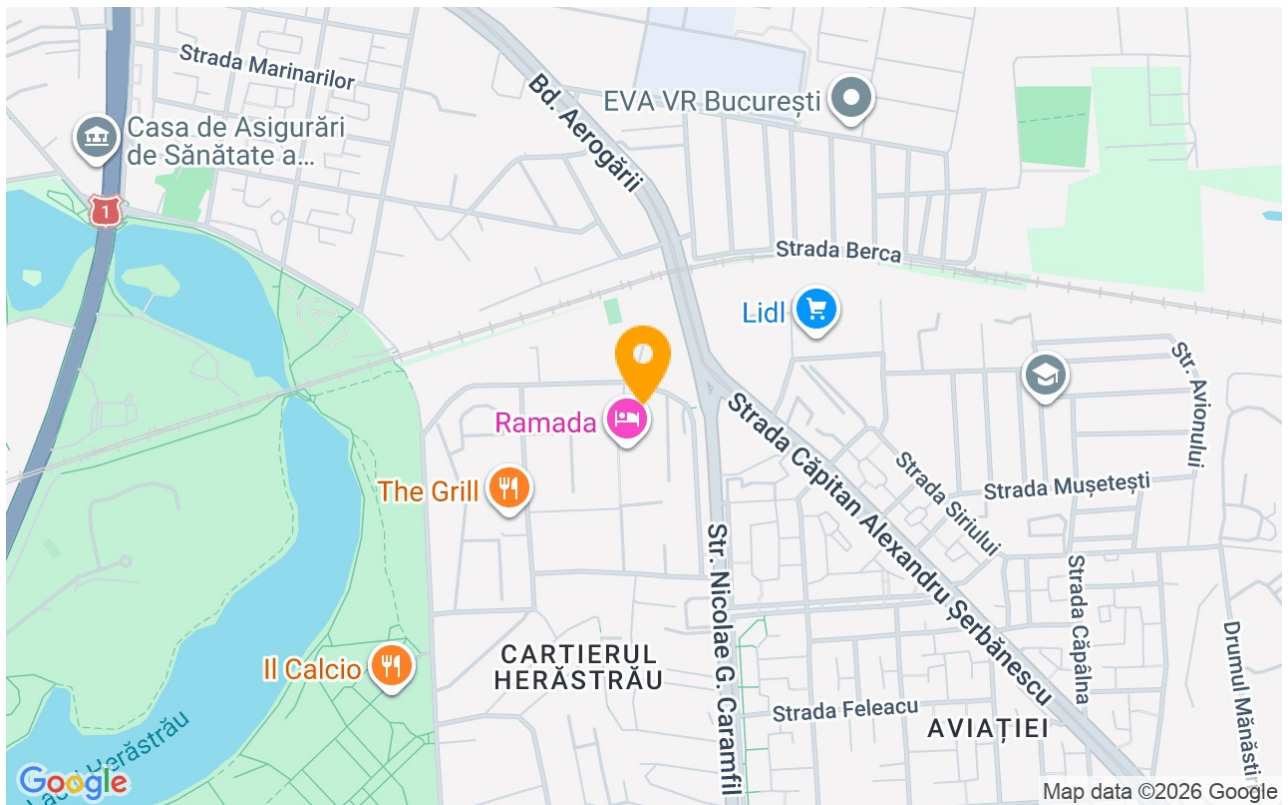 Strada Marinarilor
Bd. Aerogării
EVA VR București
Casa de Asigurări
de Sănătate a...
1
Strada Berca
Lidl
Str. Avionului
Ramada
Strada Căpitan Alexandru Șerbănescu
The Grill
Strada Siriului
Strada Mușetești
Str. Nicolae G. Caramfil
Strada Căpâlna
CARTIERUL
HERĂSTRĂU
Il Calcio
Strada Feleacu
AVIAȚIEI
Lacul Herăstrău
Google
Map data ©2026 Google